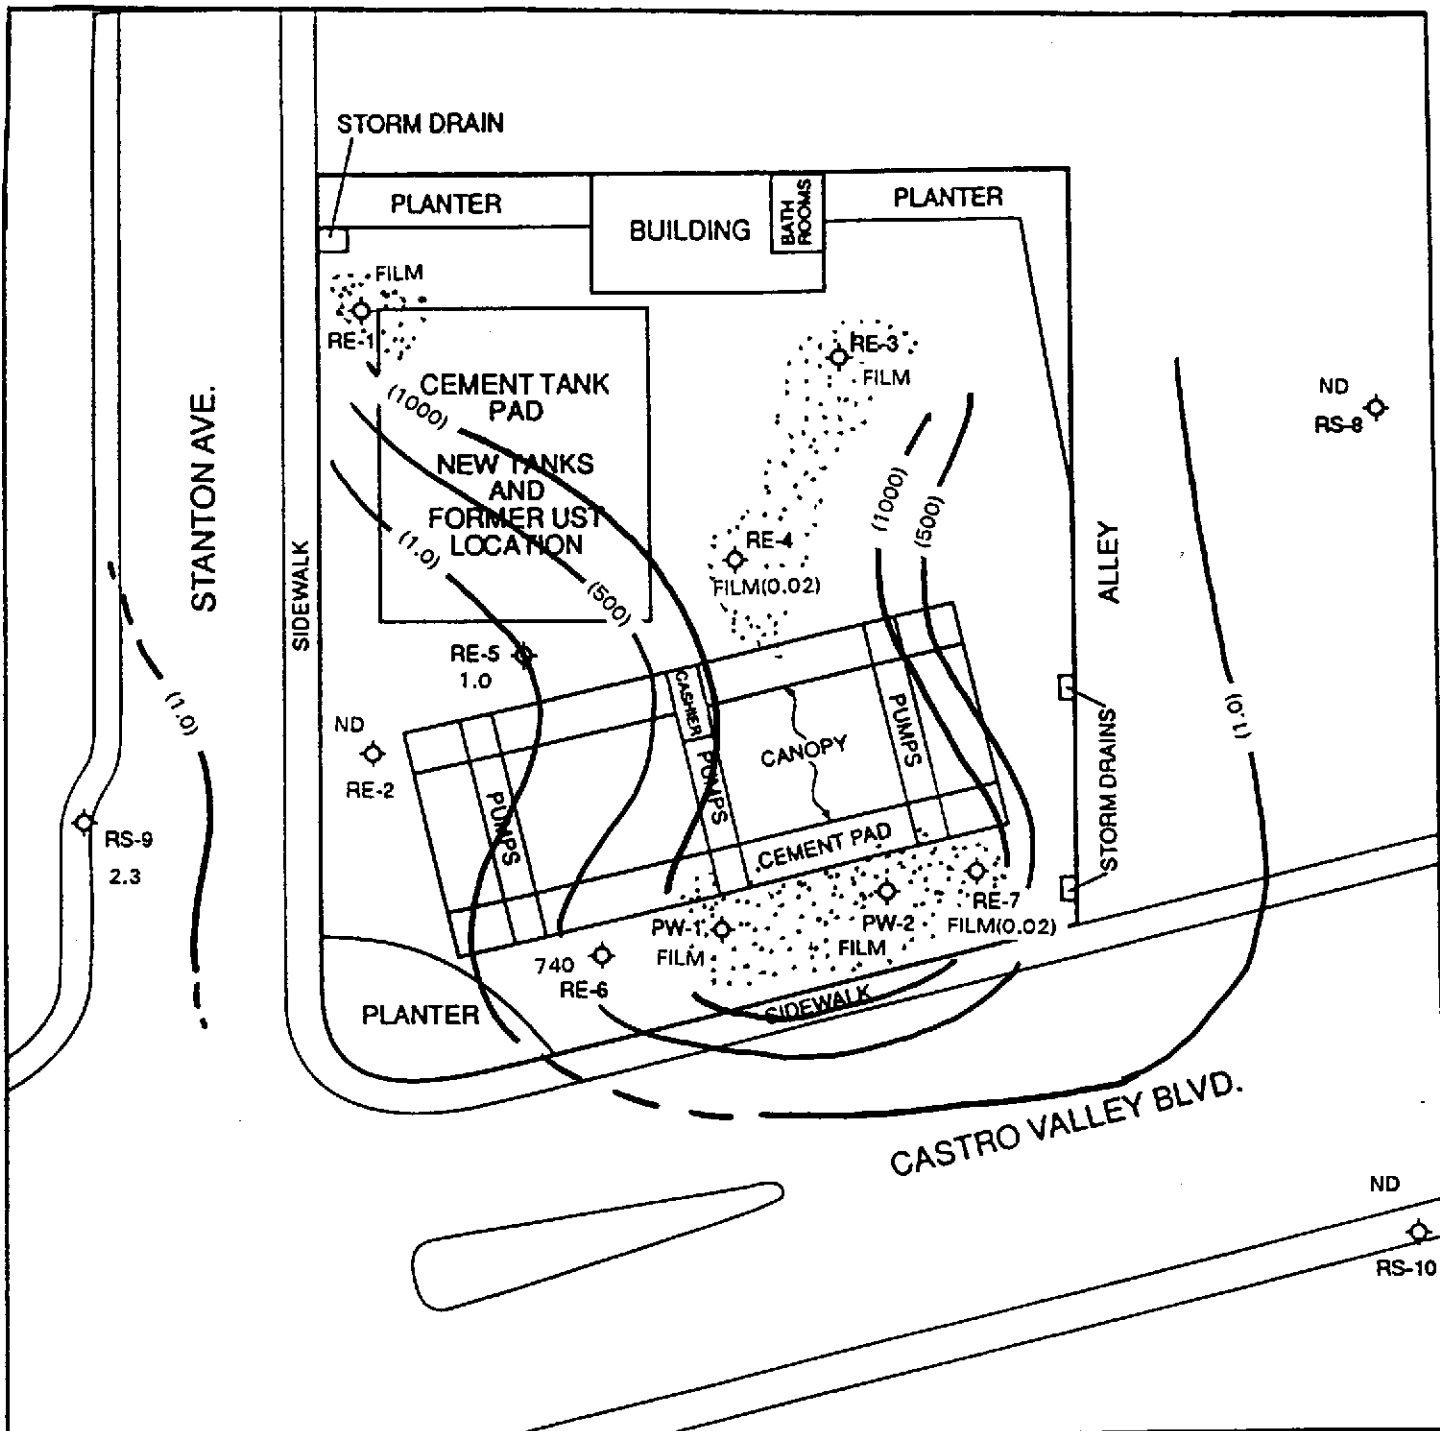 STORM DRAIN
PLANTER
BUILDING
BATH
ROOMS
PLANTER
FILM
RE-1
CEMENT TANK
PAD
(1000)
NEW TANKS
AND
FORMER UST
LOCATION
(1.0)
(500)
RE-3
FILM
ND
RS-8
(1000)
(500)
RE-4
FILM(0.02)
STANTON AVE.
SIDEWALK
ALLEY
RE-5
1.0
(1.0)
ND
RE-2
CASHIER
PUMPS
PUMPS
PUMPS
CANOPY
CEMENT PAD
(1.0)
STORM DRAINS
RS-9
2.3
PW-1
FILM
PW-2
FILM
RE-7
FILM(0.02)
740
RE-6
PLANTER
SIDEWALK
CASTRO VALLEY BLVD.
ND
RS-10